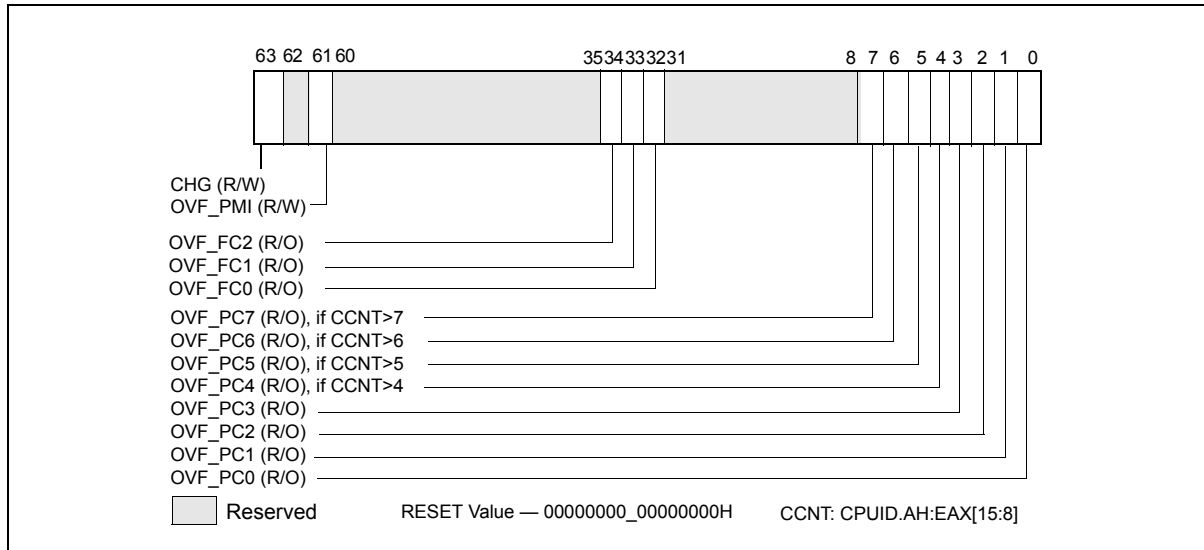 63 62 61 60 35 34 33 32 31 8 7 6 5 4 3 2 1 0
CHG (R/W)
OVF_PMI (R/W)
OVF_FC2 (R/O)
OVF_FC1 (R/O)
OVF_FC0 (R/O)
OVF_PC7 (R/O), if CCNT>7
OVF_PC6 (R/O), if CCNT>6
OVF_PC5 (R/O), if CCNT>5
OVF_PC4 (R/O), if CCNT>4
OVF_PC3 (R/O)
OVF_PC2 (R/O)
OVF_PC1 (R/O)
OVF_PC0 (R/O)
Reserved RESET Value — 00000000_00000000H CCNT: CPUID.AH:EAX[15:8]